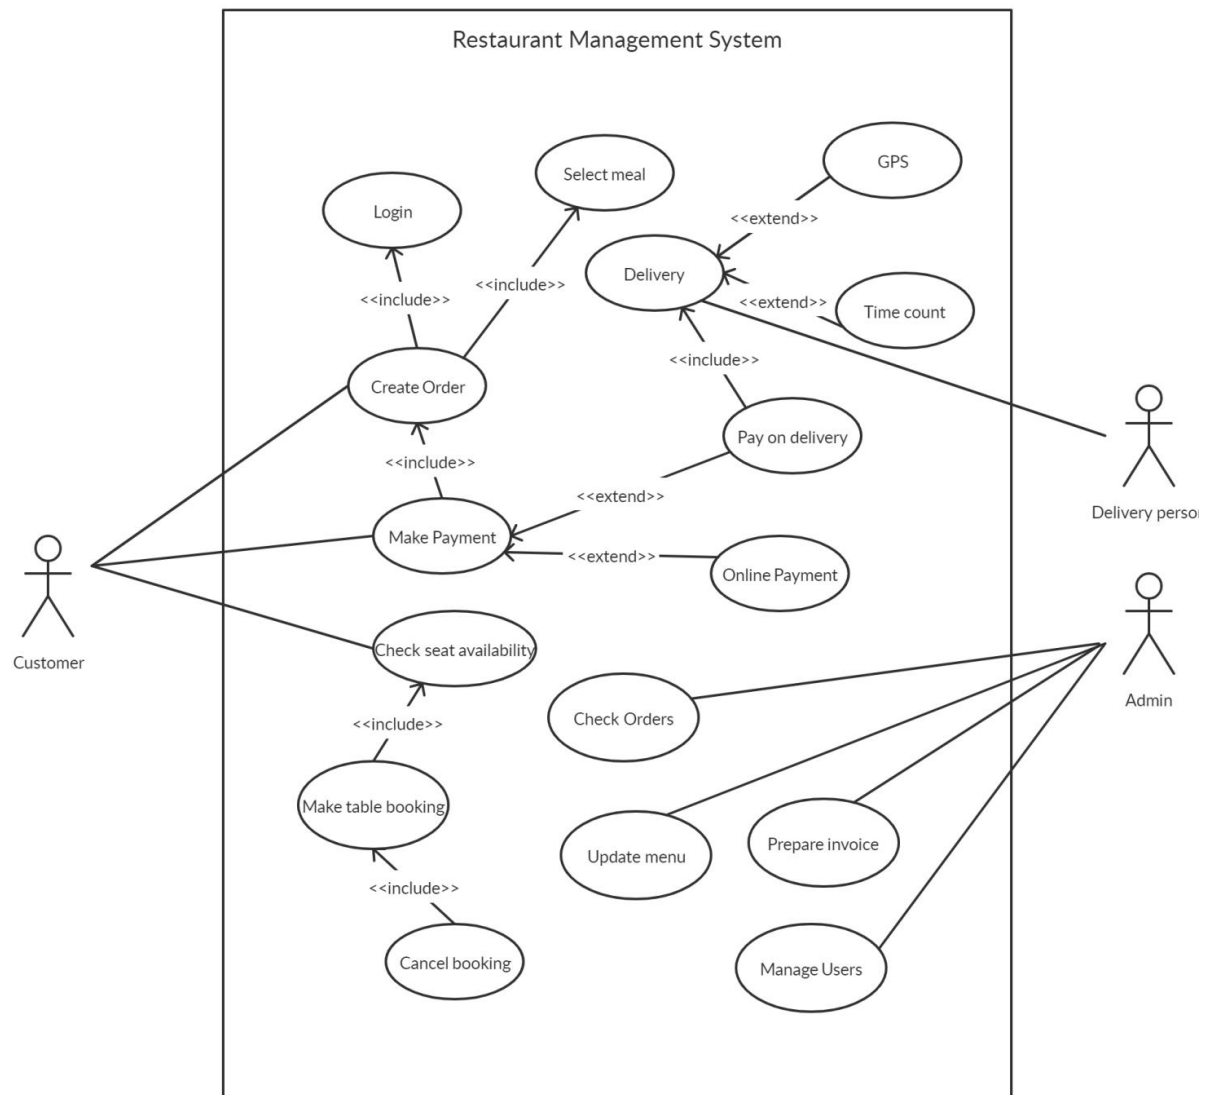 Restaurant Management System
GPS
Select meal
Login
<<extend>>
Delivery
<<include>>
<<include>>
<<extend>>
Time count
<<include>>
Create Order
Pay on delivery
<<include>>
<<extend>>
Delivery perso
Make Payment
<<extend>>
Online Payment
Check seat availability
Customer
Admin
Check Orders
<<include>>
Make table booking
Prepare invoice
Update menu
<<include>>
Cancel booking
Manage Users